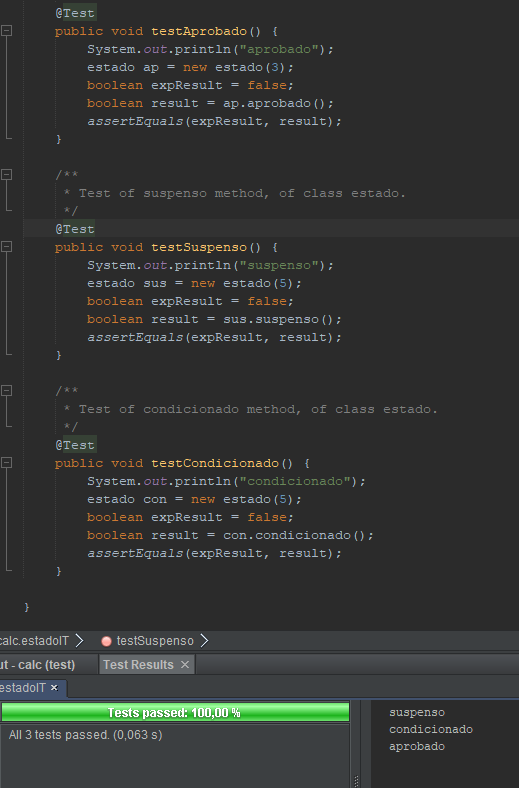 @Test
public void testAprobado() {
System.out.println("aprobado");
estado ap = new estado(3);
boolean expResult = false;
boolean result = ap.aprobado();
assertEquals(expResult, result);
}
/**
* Test of suspenso method, of class estado.
*/
@Test
public void testSuspenso() {
System.out.println("suspenso");
estado sus = new estado(5);
boolean expResult = false;
boolean result = sus.suspenso();
assertEquals(expResult, result);
}
/**
* Test of condicionado method, of class estado.
*/
@Test
public void testCondicionado() {
System.out.println("condicionado");
estado con = new estado(5);
boolean expResult = false;
boolean result = con.condicionado();
assertEquals(expResult, result);
}
}
calc.estadoIT testSuspenso
ut - calc (test) Test Results ×
estadoIT ×
Tests passed: 100,00 %
All 3 tests passed. (0,063 s)
suspenso
condicionado
aprobado